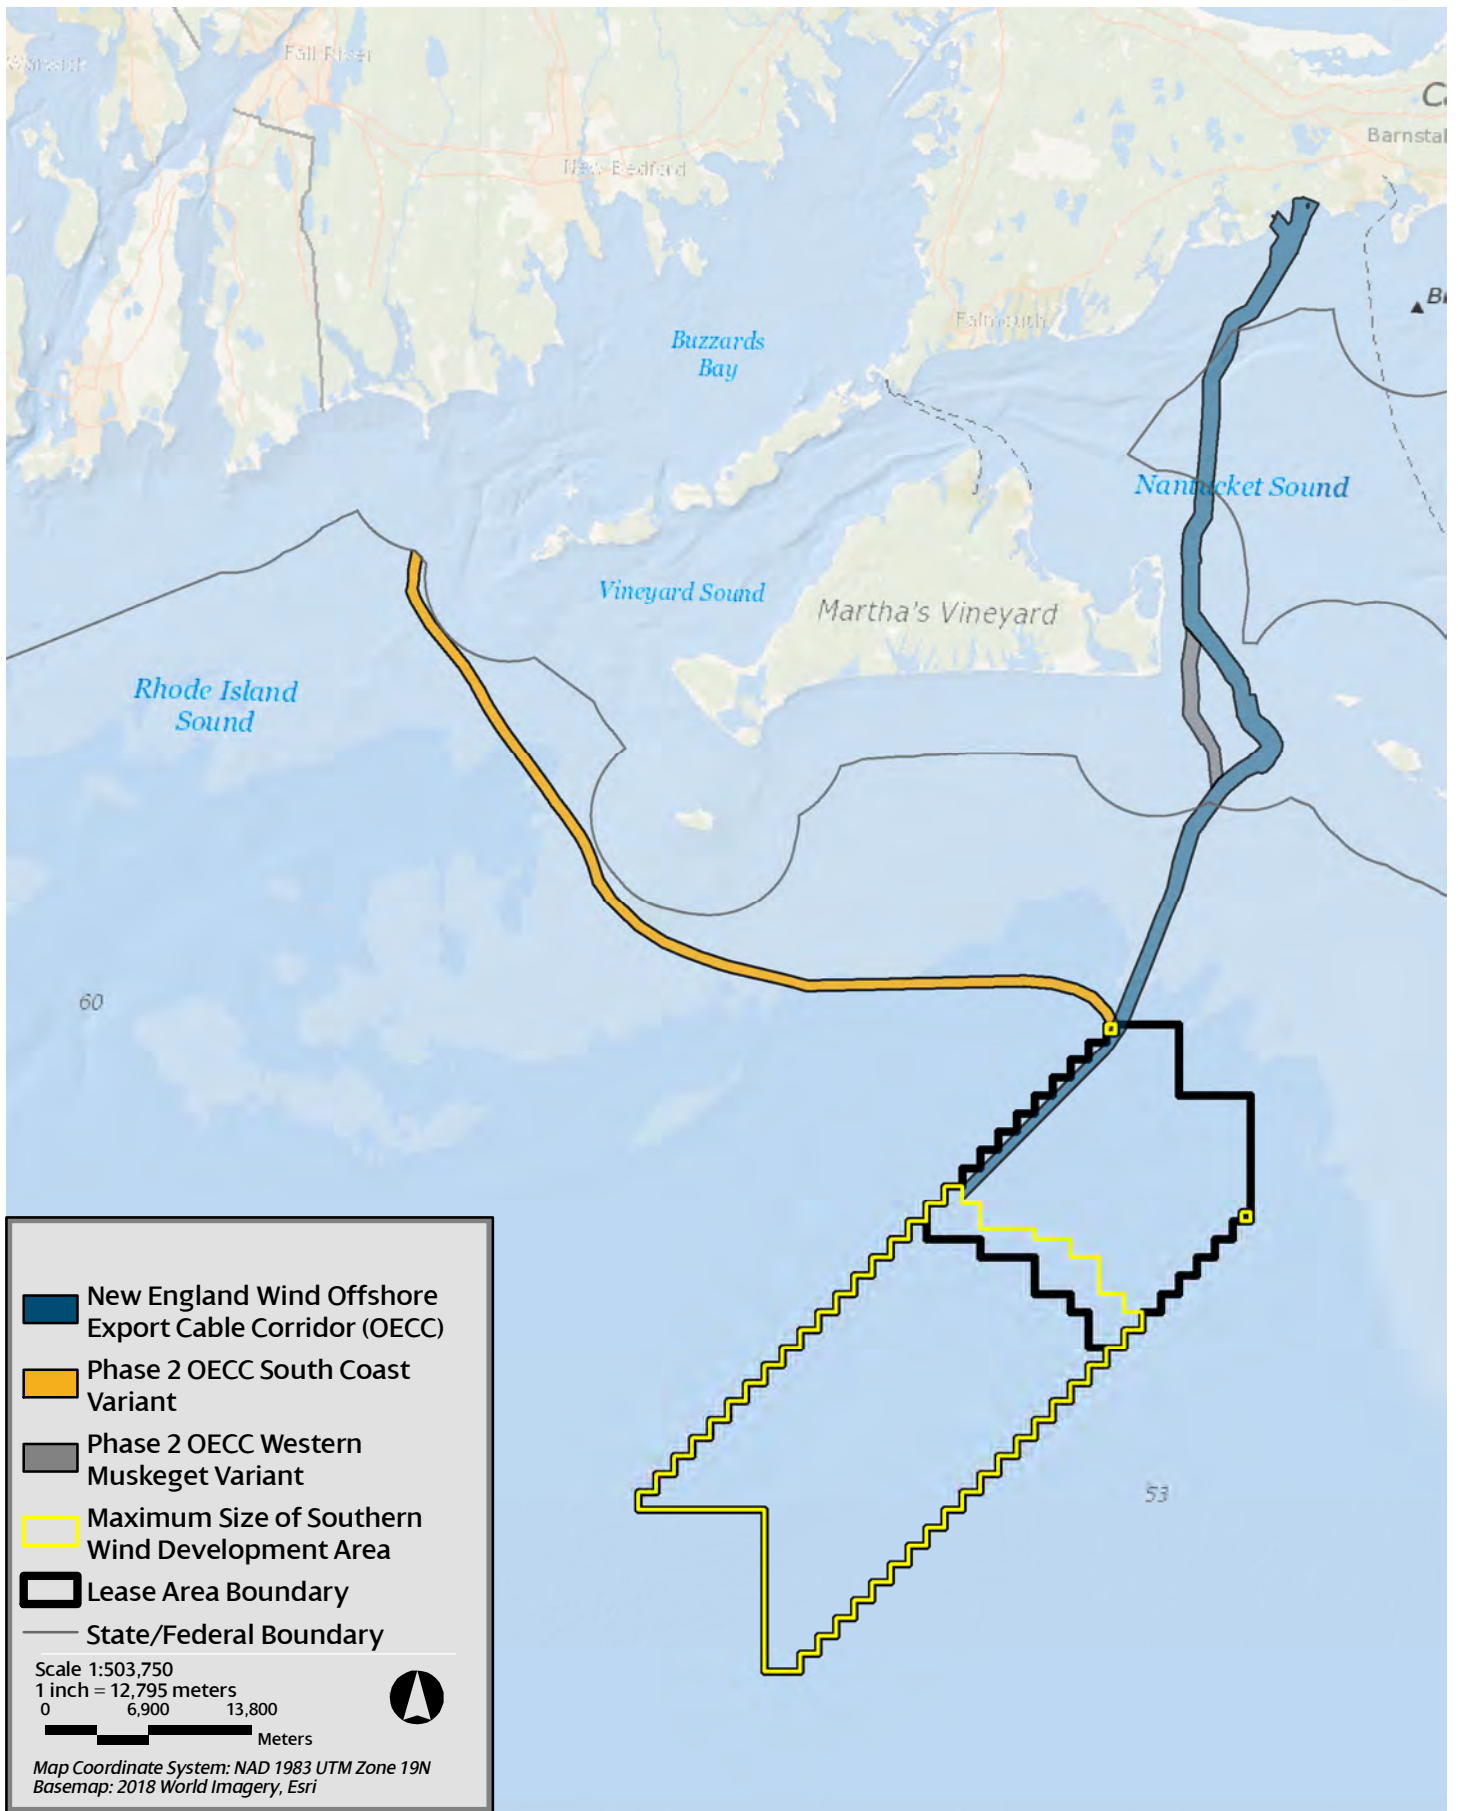 Warwick
Fall River
New Bedford
C
Barnstal
B
Buzzards
Bay
Falmouth
Nantucket Sound
Vineyard Sound
Martha's Vineyard
Rhode Island
Sound
60
53
New England Wind Offshore
Export Cable Corridor (OECC)
Phase 2 OECC South Coast
Variant
Phase 2 OECC Western
Muskeget Variant
Maximum Size of Southern
Wind Development Area
Lease Area Boundary
State/Federal Boundary
Scale 1:503,750
1 inch = 12,795 meters
0 6,900 13,800
Meters
Map Coordinate System: NAD 1983 UTM Zone 19N
Basemap: 2018 World Imagery, Esri